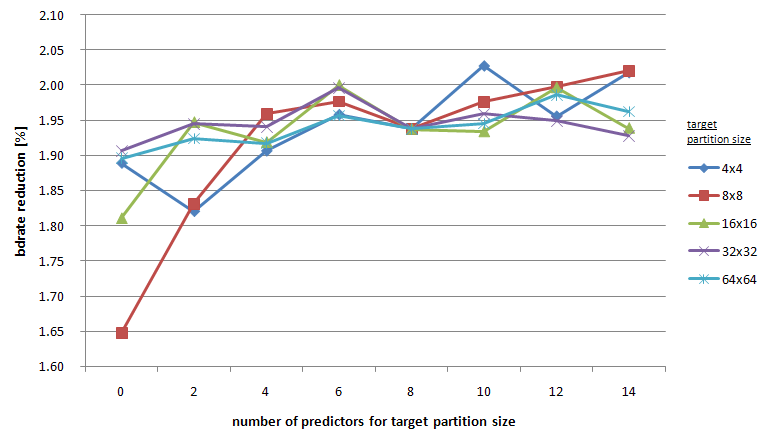 2.10
2.05
2.00
1.95
1.90
1.85
1.80
1.75
1.70
1.65
1.60
bdrate reduction [%]
0 2 4 6 8 10 12 14
number of predictors for target partition size
target
partition size
4x4
8x8
16x16
32x32
64x64